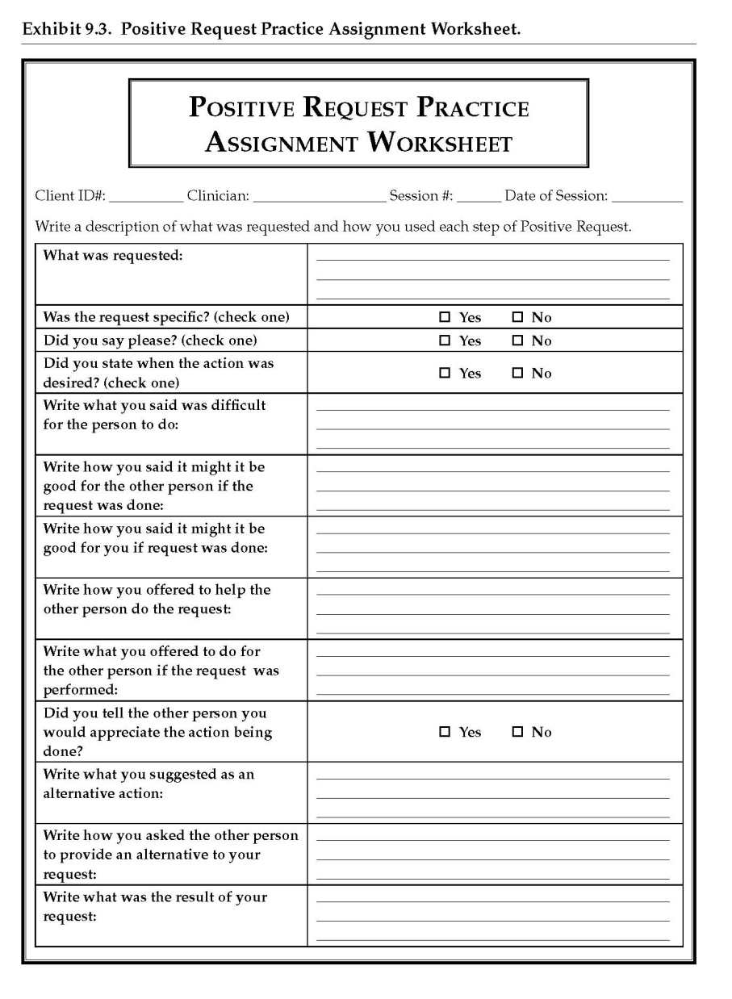 Exhibit 9.3. Positive Request Practice Assignment Worksheet.
POSITIVE REQUEST PRACTICE
ASSIGNMENT WORKSHEET
Client ID#: __________ Clinician: __________________ Session #: ______ Date of Session: __________
Write a description of what was requested and how you used each step of Positive Request.
What was requested:
Was the request specific? (check one) ☐ Yes ☐ No
Did you say please? (check one) ☐ Yes ☐ No
Did you state when the action was
desired? (check one) ☐ Yes ☐ No
Write what you said was difficult
for the person to do:
Write how you said it might it be
good for the other person if the
request was done:
Write how you said it might it be
good for you if request was done:
Write how you offered to help the
other person do the request:
Write what you offered to do for
the other person if the request was
performed:
Did you tell the other person you
would appreciate the action being
done? ☐ Yes ☐ No
Write what you suggested as an
alternative action:
Write how you asked the other person
to provide an alternative to your
request:
Write what was the result of your
request: